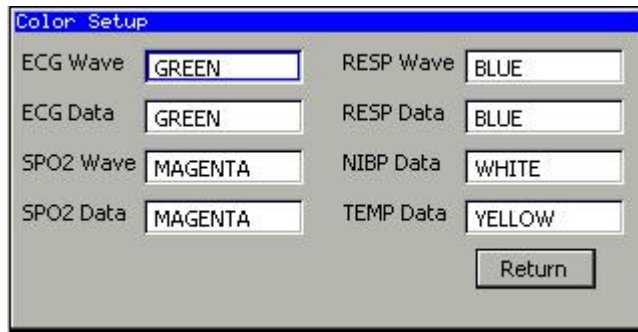 Color Setup
ECG Wave GREEN RESP Wave BLUE
ECG Data GREEN RESP Data BLUE
SPO2 Wave MAGENTA NIBP Data WHITE
SPO2 Data MAGENTA TEMP Data YELLOW
Return